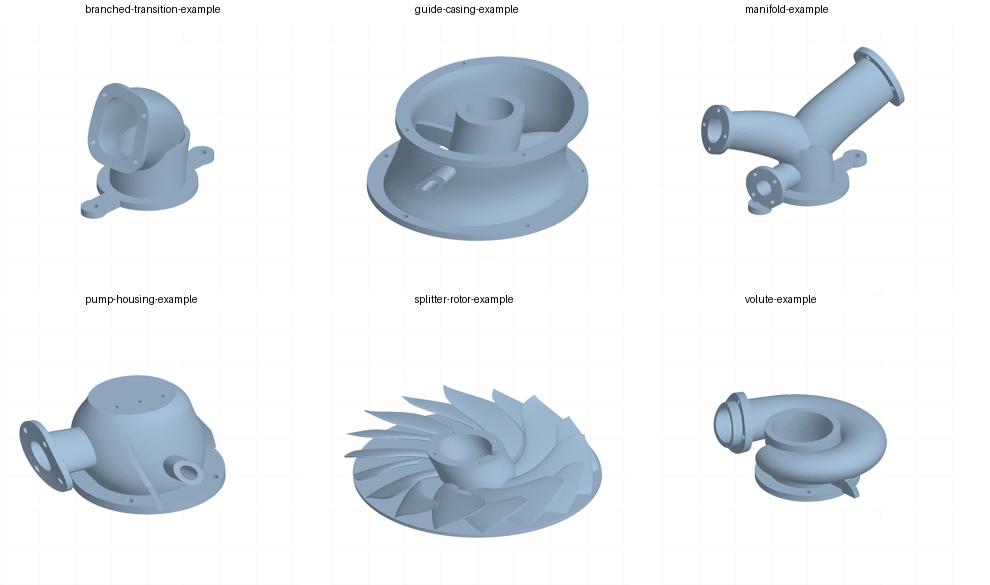 branched-transition-example
guide-casing-example
manifold-example
pump-housing-example
splitter-rotor-example
volute-example